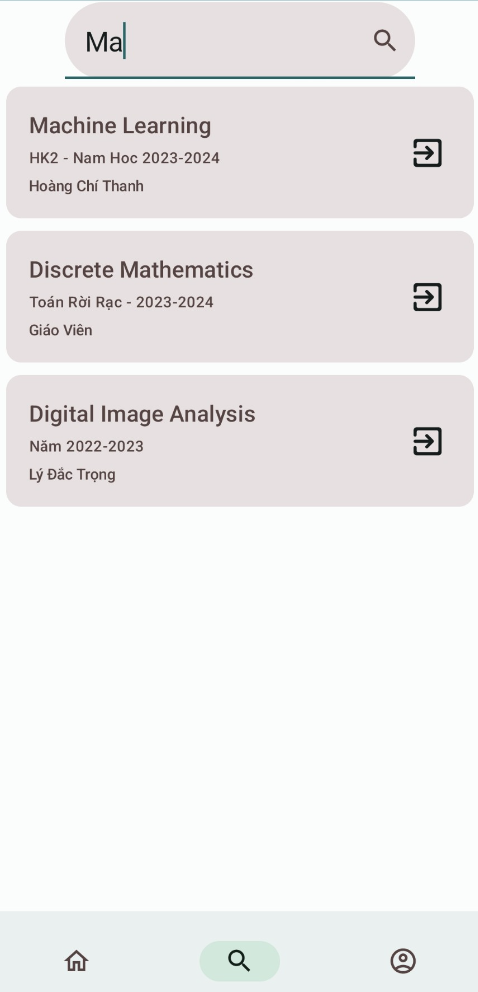 Ma
Machine Learning
HK2 - Nam Hoc 2023-2024
Hoàng Chí Thanh
Discrete Mathematics
Toán Rời Rạc - 2023-2024
Giáo Viên
Digital Image Analysis
Năm 2022-2023
Lý Đắc Trọng